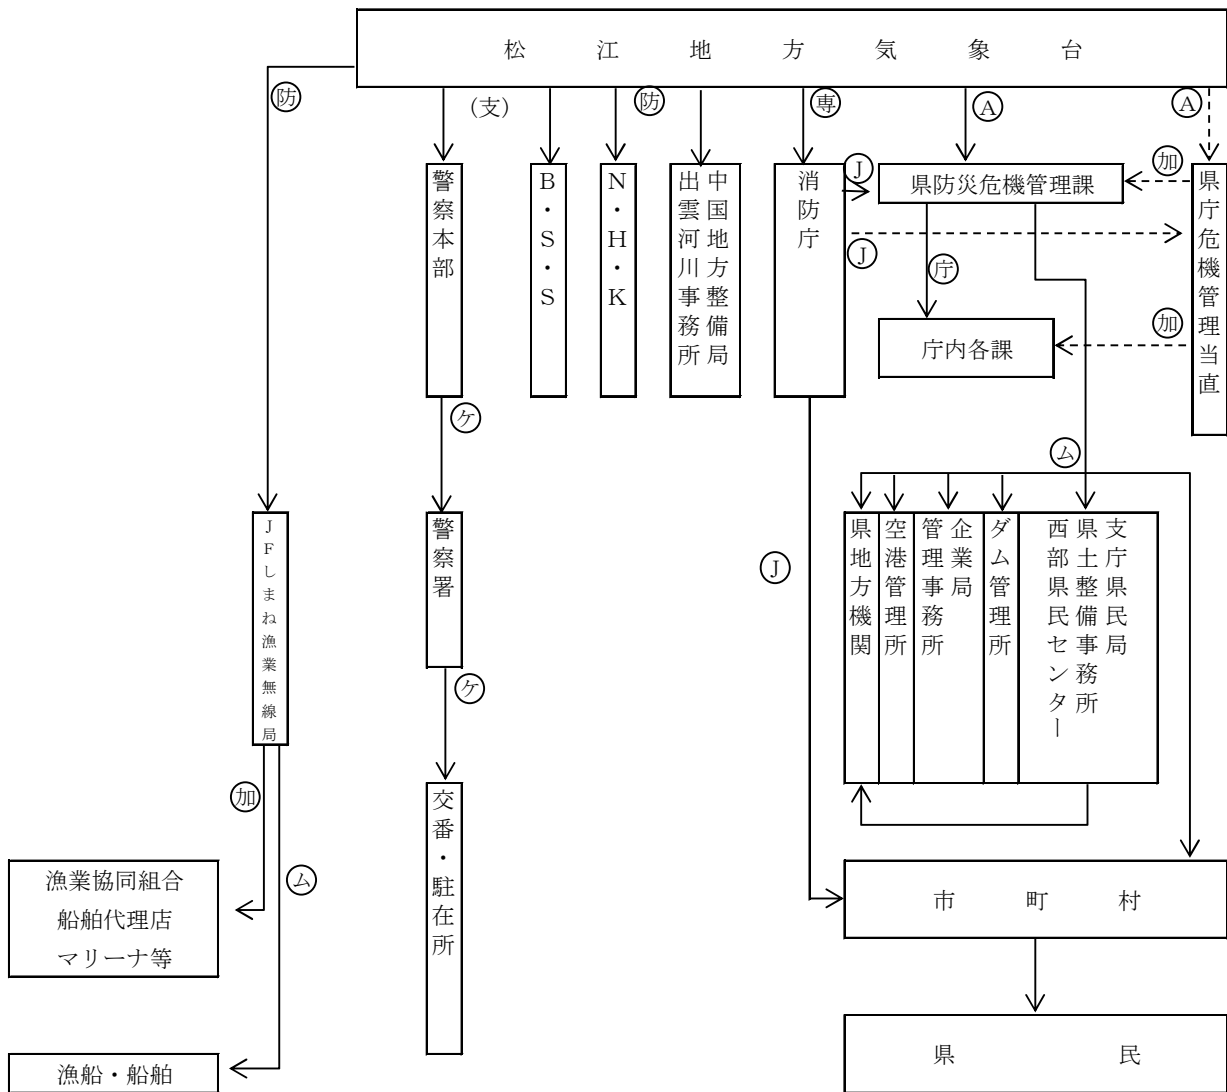 松江地方気象台
防
(支)
防
専
A
A
警察本部
B・S・S
N・H・K
中国地方整備局
出雲河川事務所
消防庁
J
県防災危機管理課
加
県庁危機管理当直
J
庁
庁内各課
加
ケ
ム
JFしまね漁業無線局
警察署
J
県地方機関
空港管理所
企業局
管理事務所
ダム管理所
支庁県民局
県土整備事務所
西部県民センター
ケ
加
交番・駐在所
ム
漁業協同組合
船舶代理店
マリーナ等
市町村
漁船・船舶
県民